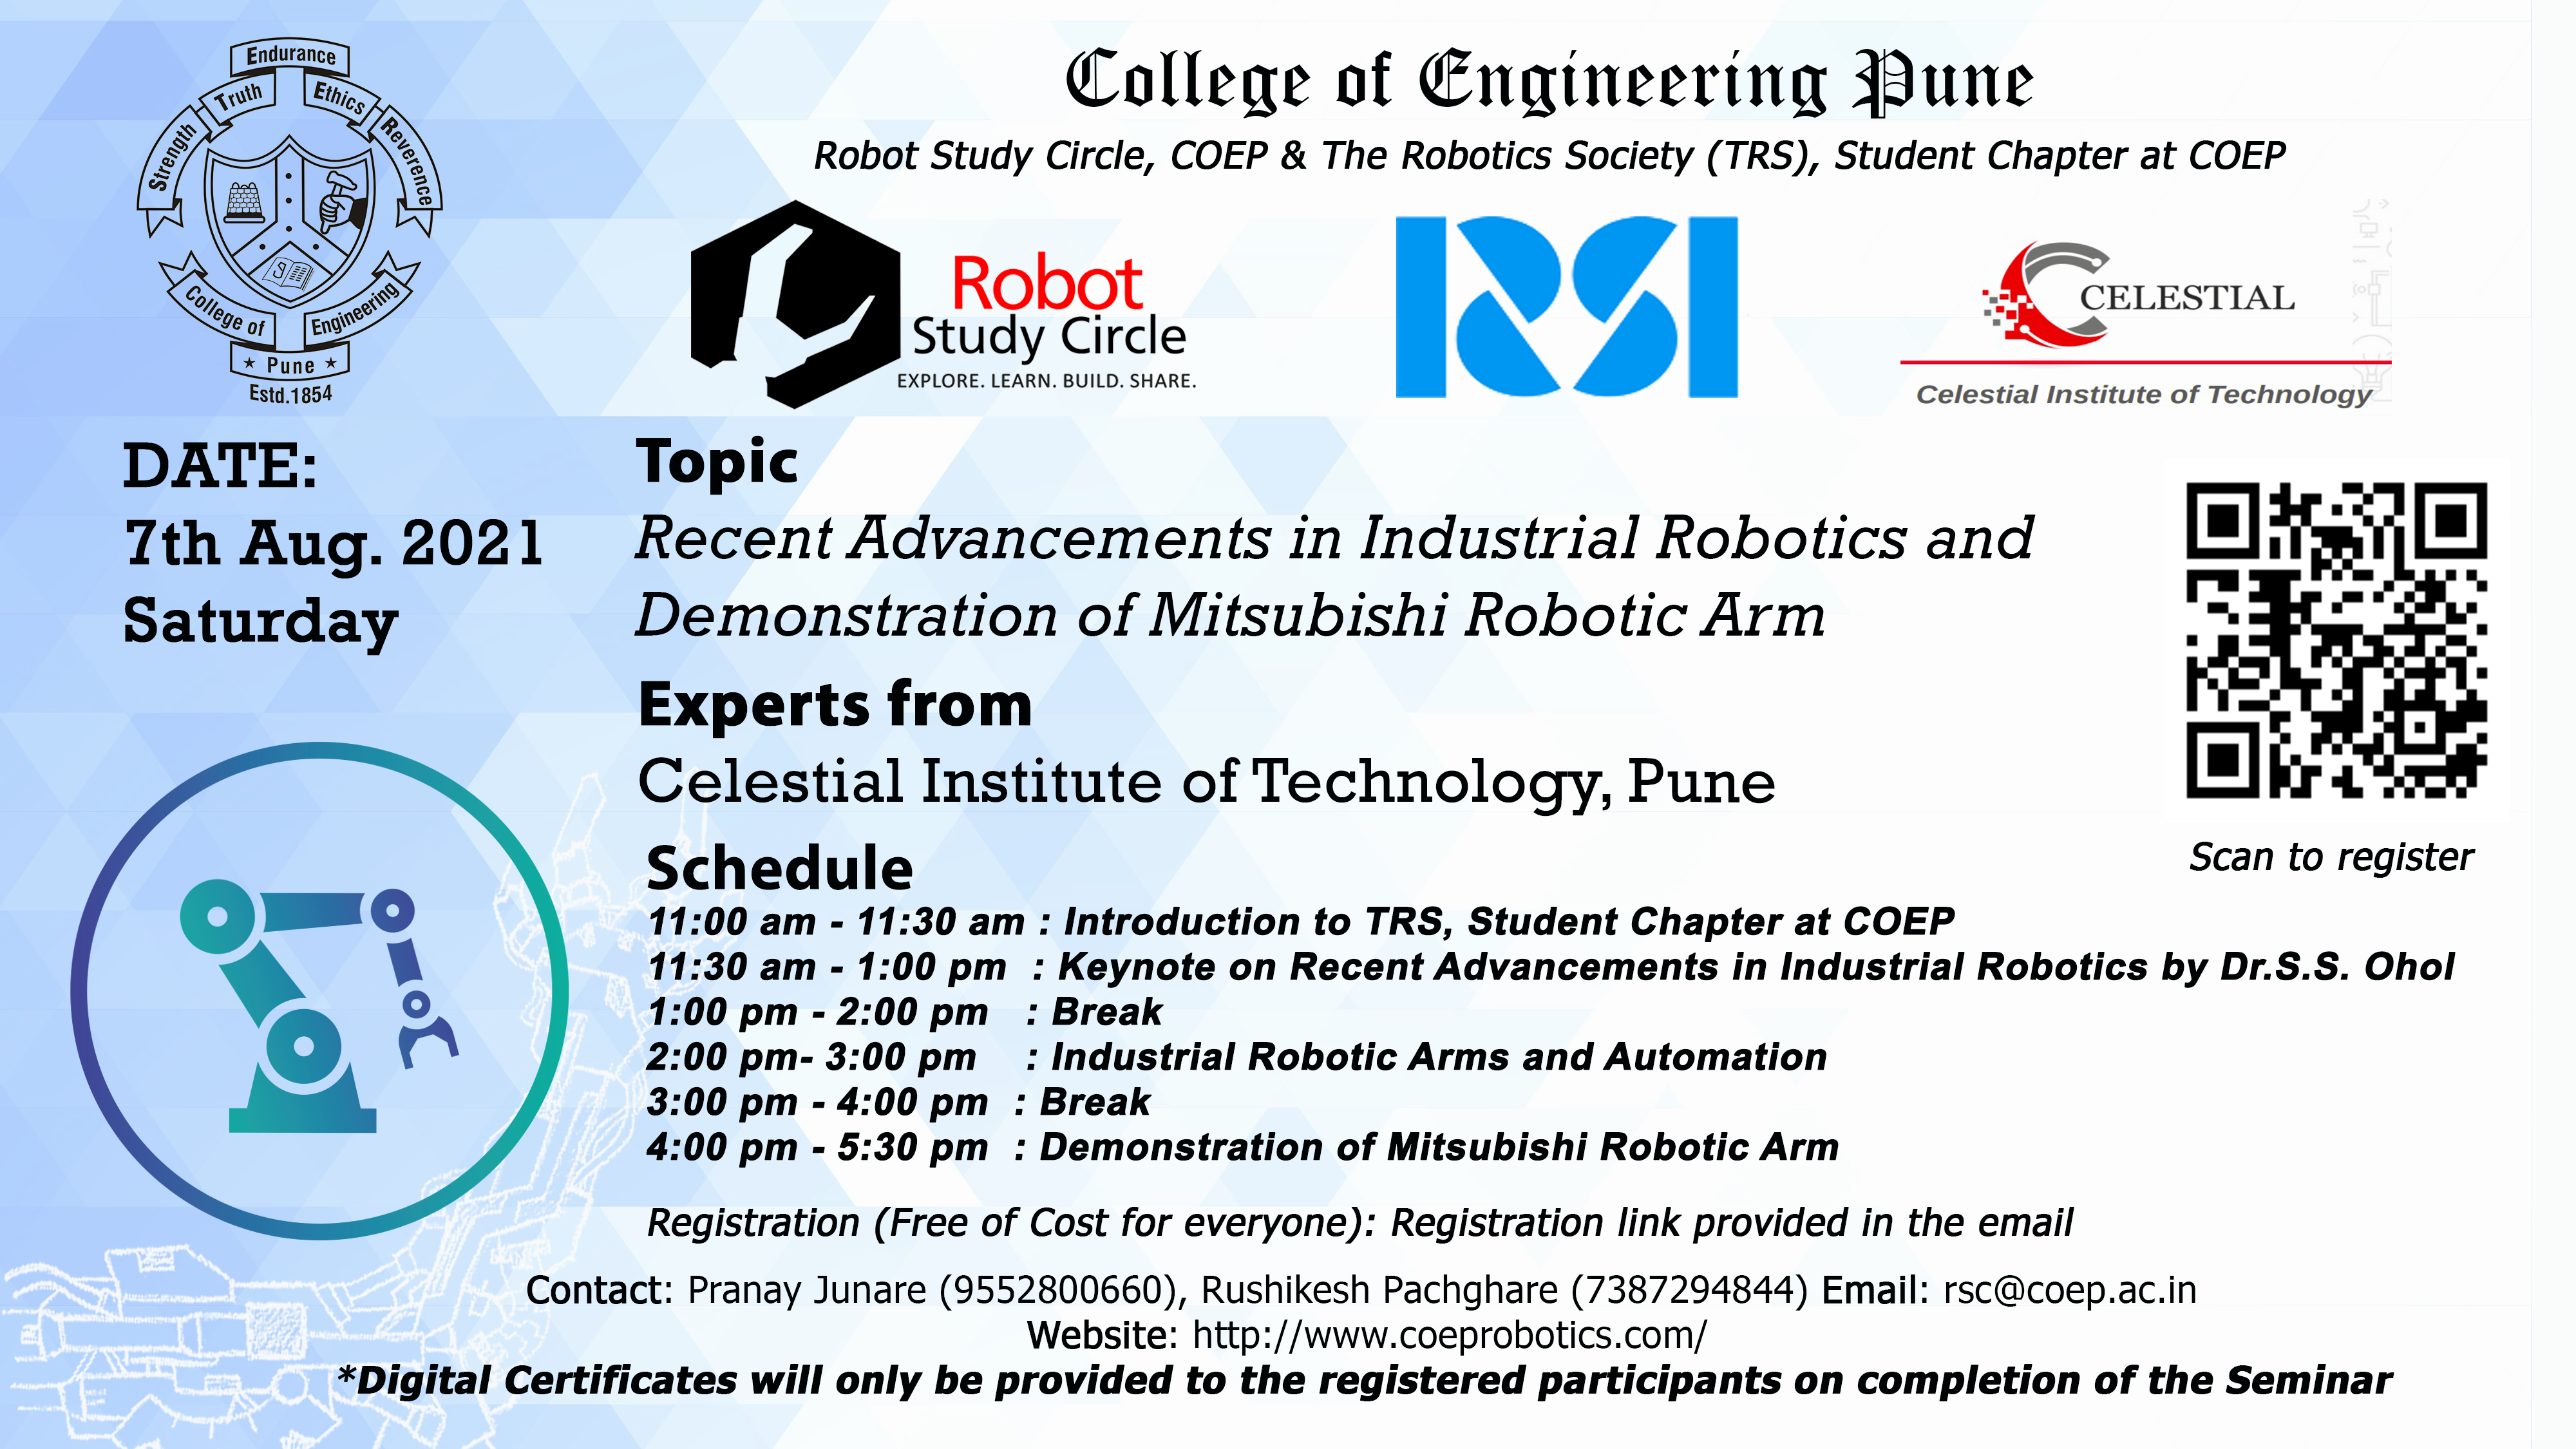 Endurance
Truth
Ethics
Strength
Reverence
College of
Engineering
★ Pune ★
Estd.1854
College of Engineering Pune
Robot Study Circle, COEP & The Robotics Society (TRS), Student Chapter at COEP
Robot
Study Circle
EXPLORE. LEARN. BUILD. SHARE.
RSI
CELESTIAL
Celestial Institute of Technology
DATE:
7th Aug. 2021
Saturday
Topic
Recent Advancements in Industrial Robotics and
Demonstration of Mitsubishi Robotic Arm
Experts from
Celestial Institute of Technology, Pune
Scan to register
Schedule
11:00 am - 11:30 am : Introduction to TRS, Student Chapter at COEP
11:30 am - 1:00 pm : Keynote on Recent Advancements in Industrial Robotics by Dr.S.S. Ohol
1:00 pm - 2:00 pm : Break
2:00 pm- 3:00 pm : Industrial Robotic Arms and Automation
3:00 pm - 4:00 pm : Break
4:00 pm - 5:30 pm : Demonstration of Mitsubishi Robotic Arm
Registration (Free of Cost for everyone): Registration link provided in the email
Contact: Pranay Junare (9552800660), Rushikesh Pachghare (7387294844) Email: rsc@coep.ac.in
Website: http://www.coeprobotics.com/
*Digital Certificates will only be provided to the registered participants on completion of the Seminar